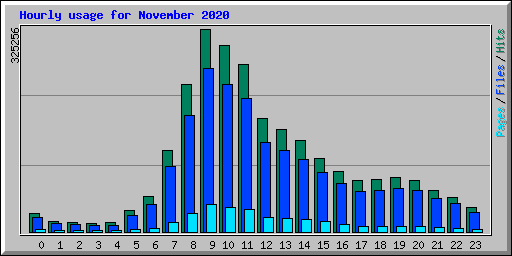 Hourly usage for November 2020
325256
Pages/Files/Hits
0 1 2 3 4 5 6 7 8 9 10 11 12 13 14 15 16 17 18 19 20 21 22 23